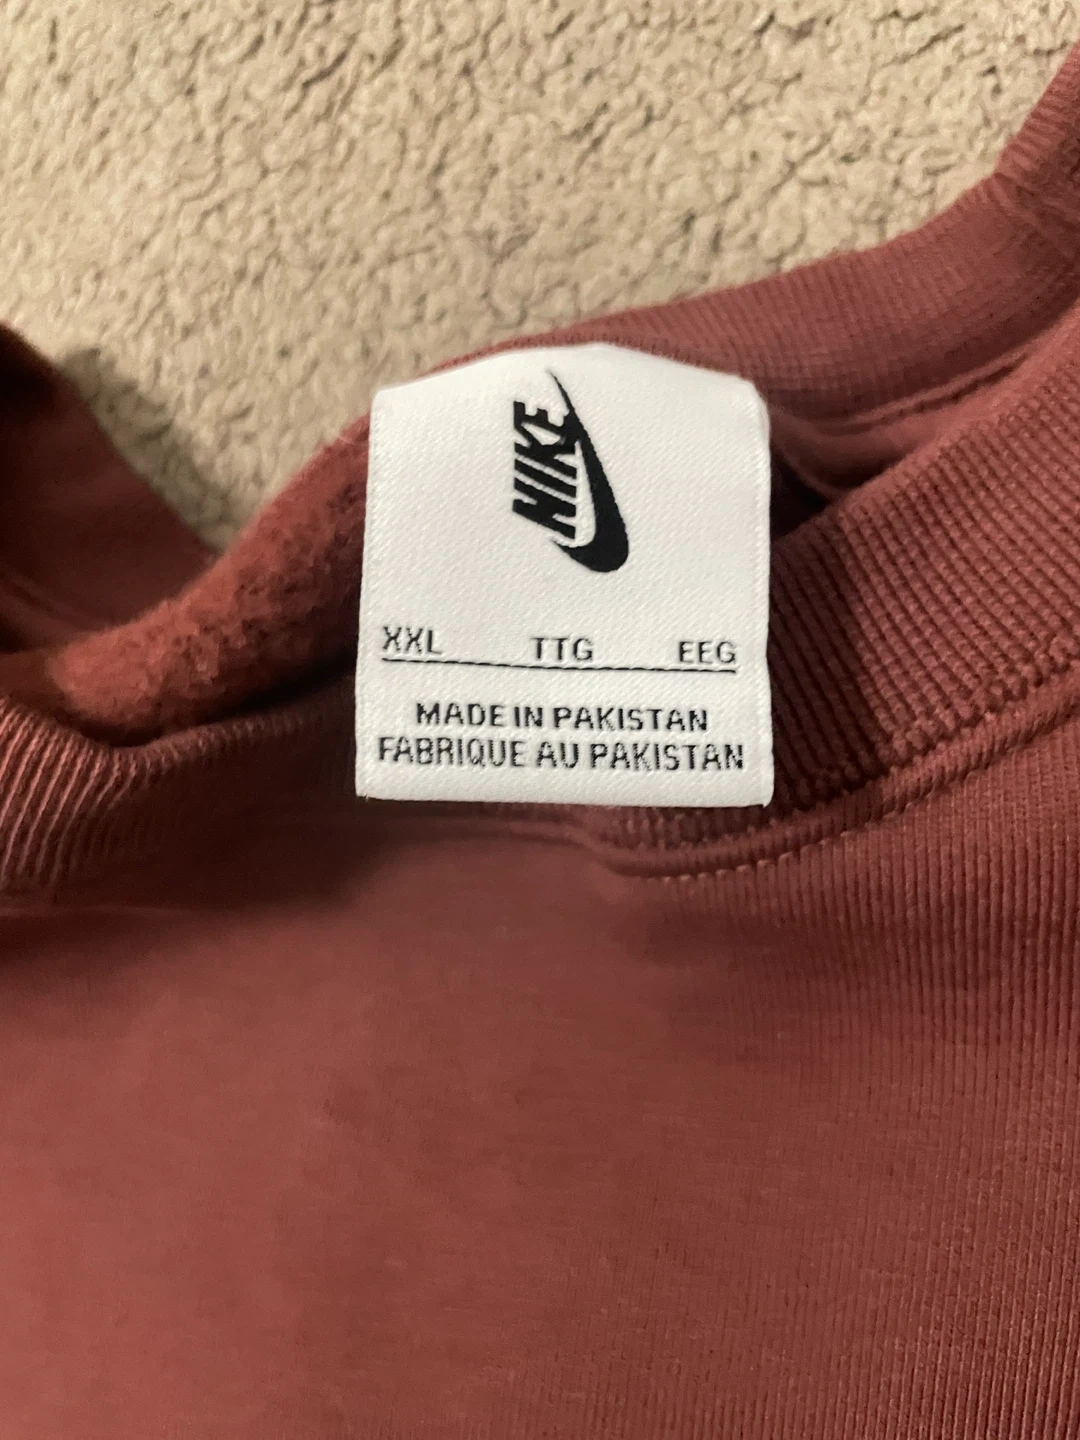 NIKE
XXL TTG EEG
MADE IN PAKISTAN
FABRIQUE AU PAKISTAN